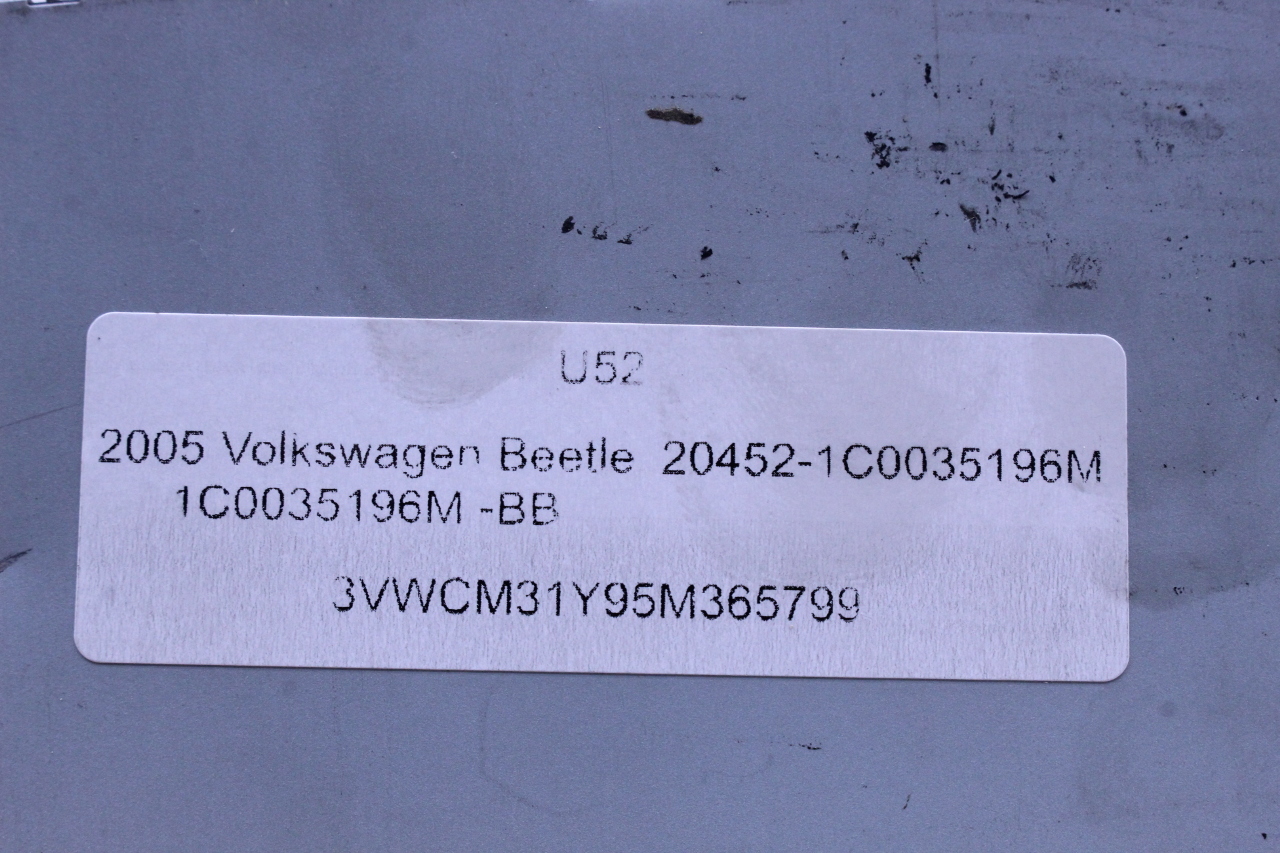 U52
2005 Volkswagen Beetle 20452-1C0035196M
1C0035196M -BB
3VWCM31Y95M365799